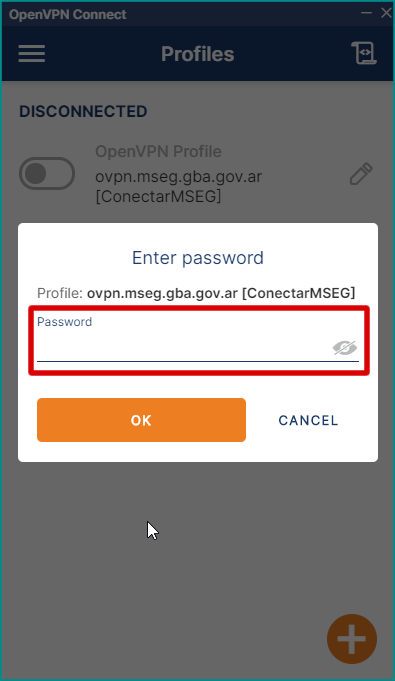 OpenVPN Connect
Profiles
DISCONNECTED
OpenVPN Profile
ovpn.mseg.gba.gov.ar
[ConectarMSEG]
Enter password
Profile: ovpn.mseg.gba.gov.ar [ConectarMSEG]
Password
OK CANCEL